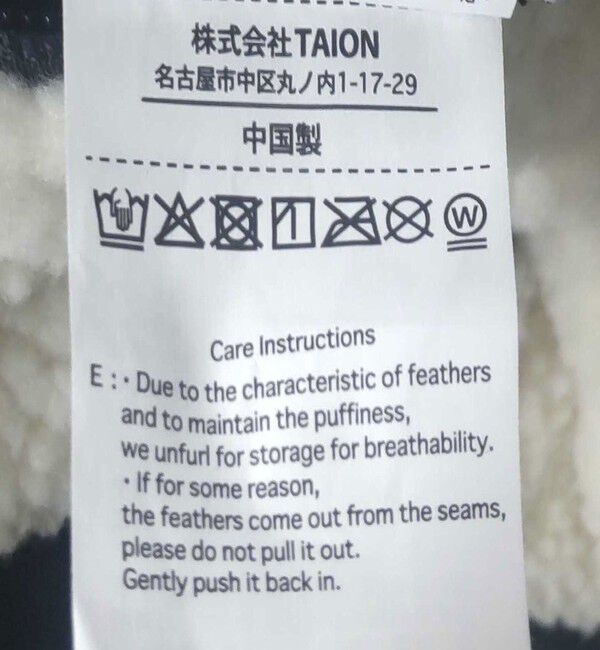 株式会社TAION
名古屋市中区丸ノ内1-17-29
中国製
W
Care Instructions
E : ・Due to the characteristic of feathers
and to maintain the puffiness,
we unfurl for storage for breathability.
・If for some reason,
the feathers come out from the seams,
please do not pull it out.
Gently push it back in.